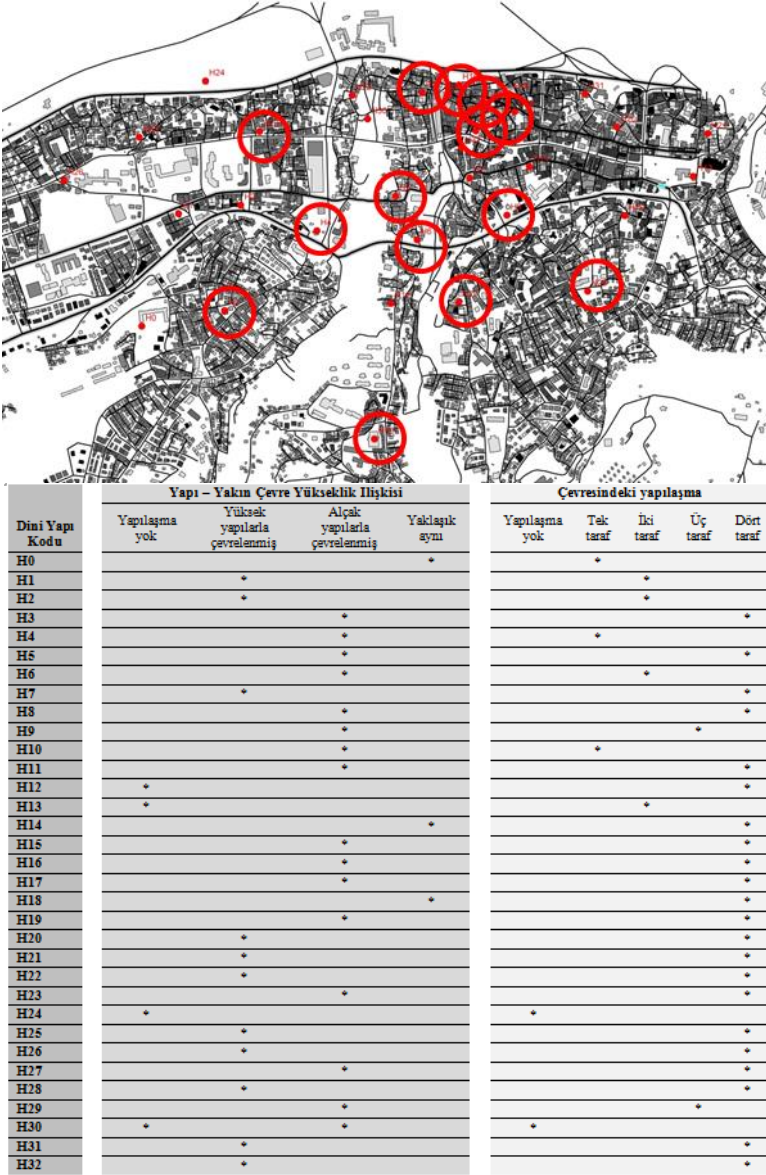 H24
H0
Yapı – Yakın Çevre Yükseklik Ilişkisi Çevresindeki yapılaşma
Dini Yapı Kodu Yapılaşma yok Yüksek yapılarla çevrelenmiş Alçak yapılarla çevrelenmiş Yaklaşık aynı Yapılaşma yok Tek taraf İki taraf Üç taraf Dört taraf
H0 * *
H1 * *
H2 * *
H3 * *
H4 * *
H5 * *
H6 * *
H7 * *
H8 * *
H9 * *
H10 * *
H11 * *
H12 * *
H13 * *
H14 * *
H15 * *
H16 * *
H17 * *
H18 * *
H19 * *
H20 * *
H21 * *
H22 * *
H23 * *
H24 * *
H25 * *
H26 * *
H27 * *
H28 * *
H29 * *
H30 * * *
H31 * *
H32 * *